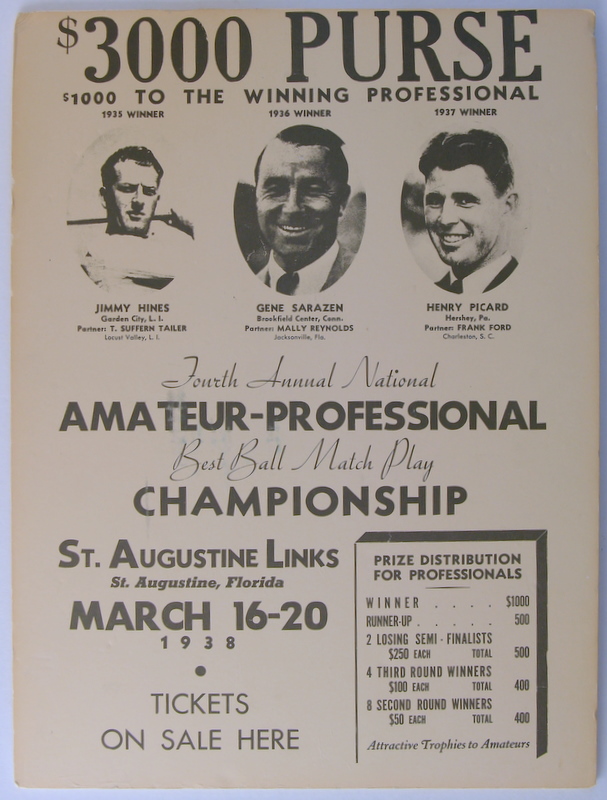 $3000 PURSE
$1000 TO THE WINNING PROFESSIONAL
1935 WINNER
1936 WINNER
1937 WINNER
JIMMY HINES
Garden City, L. I.
Partner: T. SUFFERN TAILER
Locust Valley, L. I.
GENE SARAZEN
Brookfield Center, Conn.
Partner: MALLY REYNOLDS
Jacksonville, Fla.
HENRY PICARD
Hershey, Pa.
Partner: FRANK FORD
Charleston, S. C.
Fourth Annual National
AMATEUR-PROFESSIONAL
Best Ball Match Play
CHAMPIONSHIP
ST. AUGUSTINE LINKS
St. Augustine, Florida
MARCH 16-20
1938
TICKETS
ON SALE HERE
PRIZE DISTRIBUTION
FOR PROFESSIONALS
WINNER . . . . $1000
RUNNER-UP . . . . . 500
2 LOSING SEMI-FINALISTS
$250 EACH TOTAL 500
4 THIRD ROUND WINNERS
$100 EACH TOTAL 400
8 SECOND ROUND WINNERS
$50 EACH TOTAL 400
Attractive Trophies to Amateurs